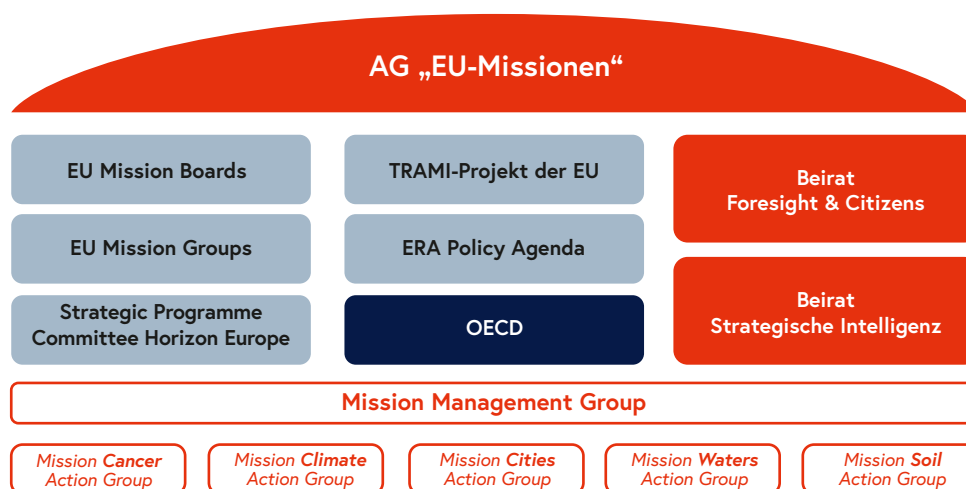 AG „EU-Missionen“
EU Mission Boards
TRAMI-Projekt der EU
Beirat
Foresight & Citizens
EU Mission Groups
ERA Policy Agenda
Strategic Programme
Committee Horizon Europe
OECD
Beirat
Strategische Intelligenz
Mission Management Group
Mission Cancer
Action Group
Mission Climate
Action Group
Mission Cities
Action Group
Mission Waters
Action Group
Mission Soil
Action Group